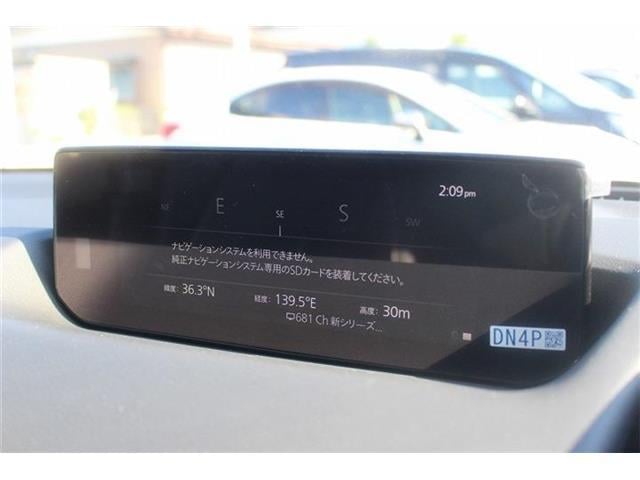 2:09 pm
NE E SE S SW
ナビゲーションシステムを利用できません。
純正ナビゲーションシステム専用のSDカードを装着してください。
緯度: 36.3°N 経度: 139.5°E 高度: 30m
681 Ch 新シリーズ...
DN4P